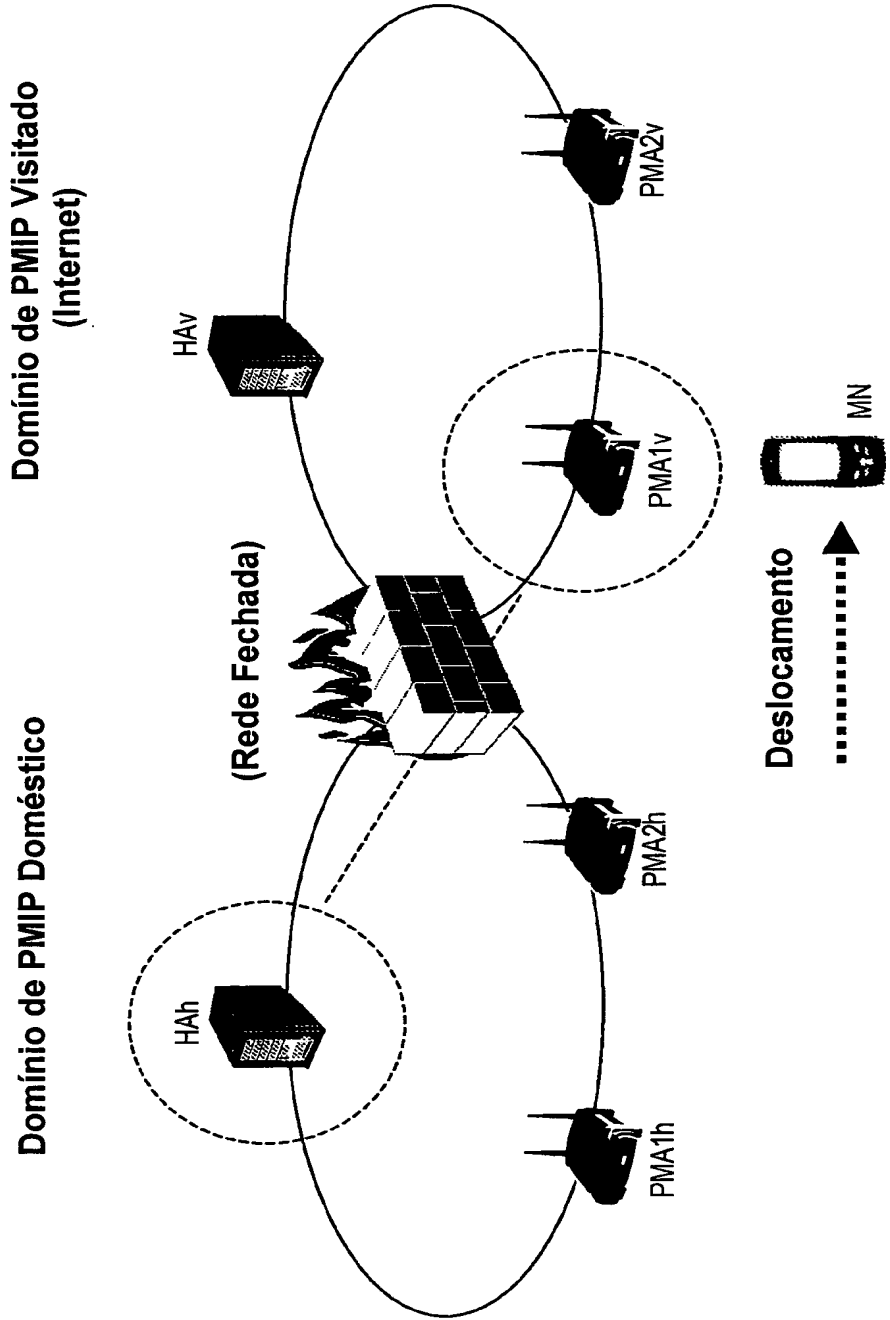 Domínio de PMIP Doméstico
Domínio de PMIP Visitado
(Internet)
HAh
HAv
(Rede Fechada)
PMA1h
PMA2h
PMA1v
PMA2v
Deslocamento
MN